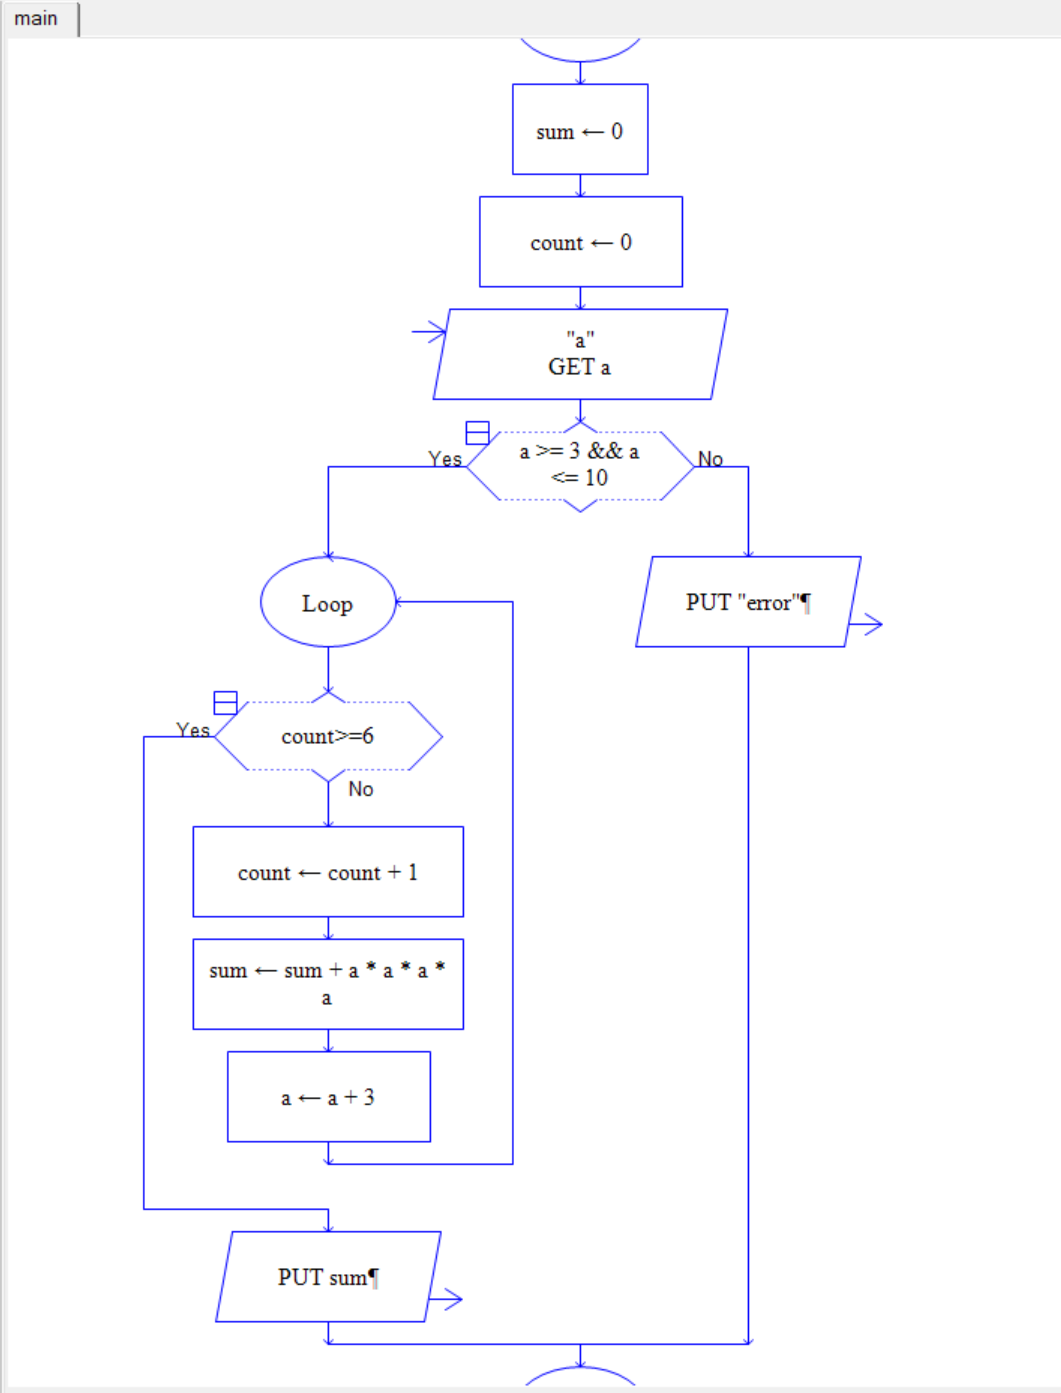 main
sum ← 0
count ← 0
"a"
GET a
a >= 3 && a
<= 10
Yes
No
Loop
PUT "error"¶
Yes
count>=6
No
count ← count + 1
sum ← sum + a * a * a *
a
a ← a + 3
PUT sum¶